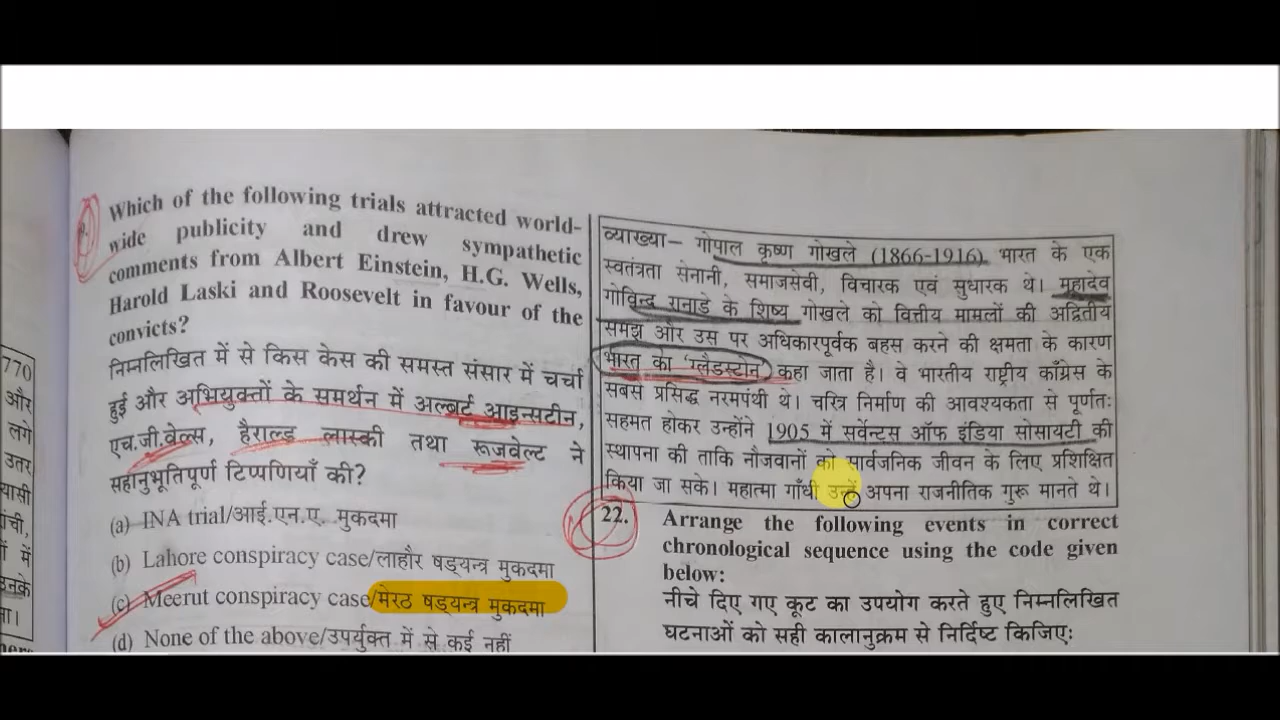 Which of the following trials attracted world-
wide publicity and drew sympathetic
comments from Albert Einstein, H.G. Wells,
Harold Laski and Roosevelt in favour of the
convicts?
निम्नलिखित में से किस केस की समस्त संसार में चर्चा
हुई और अभियुक्तों के समर्थन में अल्बर्ट आइन्सटीन,
एच.जी.वेल्स, हैराल्ड लास्की तथा रूजवेल्ट ने
सहानुभूतिपूर्ण टिप्पणियाँ की?
(a) INA trial/आई.एन.ए. मुकदमा
(b) Lahore conspiracy case/लाहौर षड्यन्त्र मुकदमा
(c) Meerut conspiracy case/मेरठ षड्यन्त्र मुकदमा
(d) None of the above/उपर्युक्त में से कई नहीं
770
और
लगे
उतर
यासी
ांची,
ों में
उनके
ना।
व्याख्या– गोपाल कृष्ण गोखले (1866-1916) भारत के एक
स्वतंत्रता सेनानी, समाजसेवी, विचारक एवं सुधारक थे। महादेव
गोविन्द रानाडे के शिष्य गोखले को वित्तीय मामलों की अद्वितीय
समझ और उस पर अधिकारपूर्वक बहस करने की क्षमता के कारण
भारत का 'ग्लैडस्टोन' कहा जाता है। वे भारतीय राष्ट्रीय काँग्रेस के
सबसे प्रसिद्ध नरमपंथी थे। चरित्र निर्माण की आवश्यकता से पूर्णतः
सहमत होकर उन्होंने 1905 में सर्वेन्टस ऑफ इंडिया सोसायटी की
स्थापना की ताकि नौजवानों को सार्वजनिक जीवन के लिए प्रशिक्षित
किया जा सके। महात्मा गाँधी उन्हें अपना राजनीतिक गुरू मानते थे।
22. Arrange the following events in correct
chronological sequence using the code given
below:
नीचे दिए गए कूट का उपयोग करते हुए निम्नलिखित
घटनाओं को सही कालानुक्रम से निर्दिष्ट किजिए: